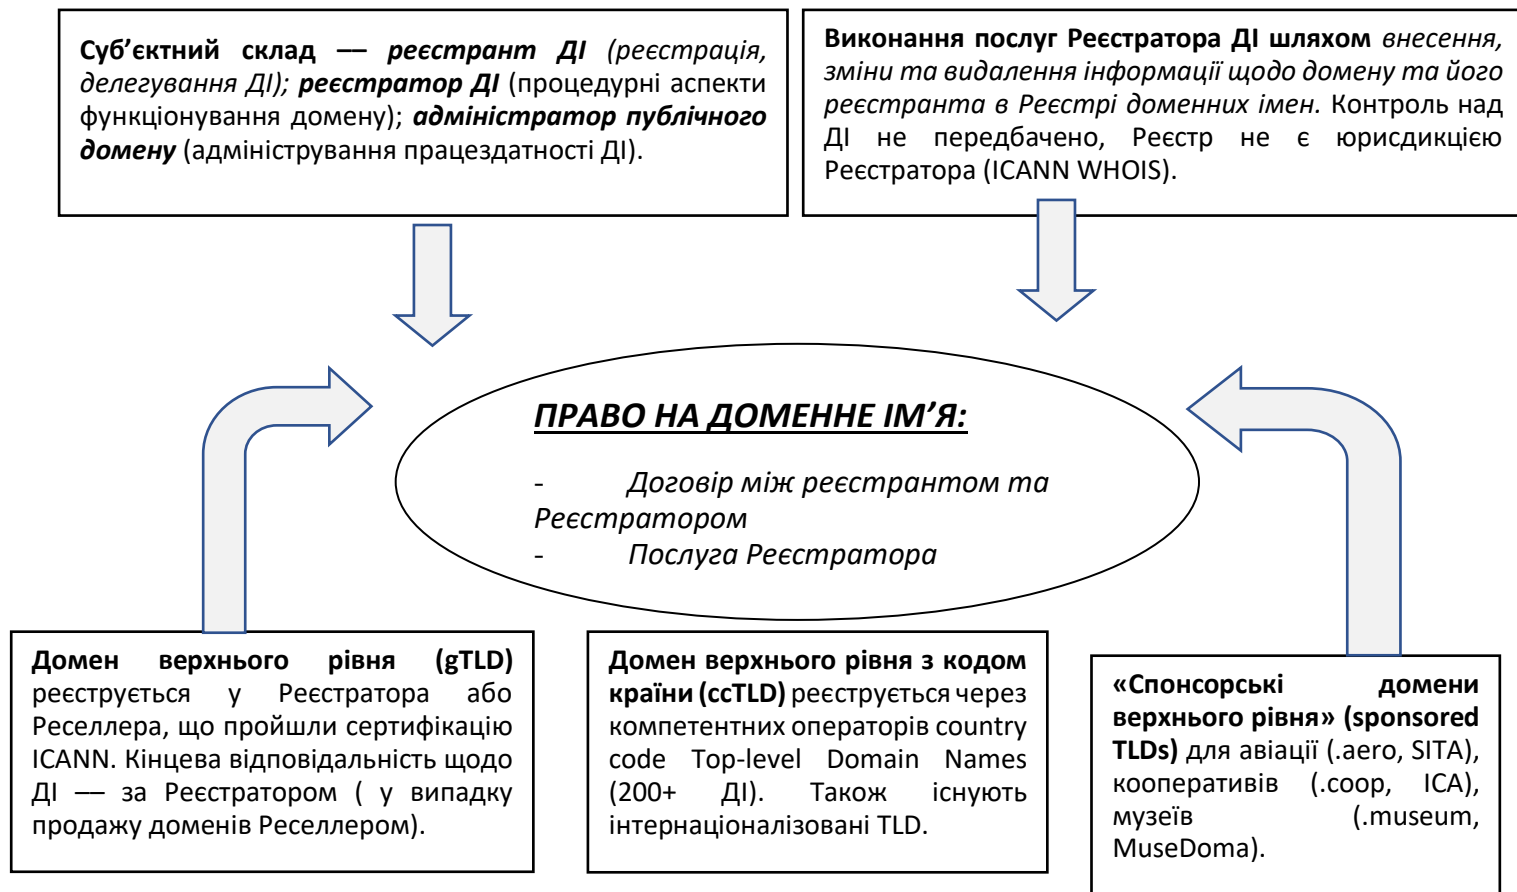 Суб’єктний склад –– реєстрант ДІ (реєстрація,
делегування ДІ); реєстратор ДІ (процедурні аспекти
функціонування домену); адміністратор публічного
домену (адміністрування працездатності ДІ).
Виконання послуг Реєстратора ДІ шляхом внесення,
зміни та видалення інформації щодо домену та його
реєстранта в Реєстрі доменних імен. Контроль над
ДІ не передбачено, Реєстр не є юрисдикцією
Реєстратора (ICANN WHOIS).
ПРАВО НА ДОМЕННЕ ІМ’Я:
- Договір між реєстрантом та
Реєстратором
- Послуга Реєстратора
Домен верхнього рівня (gTLD)
реєструється у Реєстратора або
Реселлера, що пройшли сертифікацію
ICANN. Кінцева відповідальність щодо
ДІ –– за Реєстратором ( у випадку
продажу доменів Реселлером).
Домен верхнього рівня з кодом
країни (ccTLD) реєструється через
компетентних операторів country
code Top-level Domain Names
(200+ ДІ). Також існують
інтернаціоналізовані TLD.
«Спонсорські домени
верхнього рівня» (sponsored
TLDs) для авіації (.aero, SITA),
кооперативів (.coop, ICA),
музеїв (.museum,
MuseDoma).